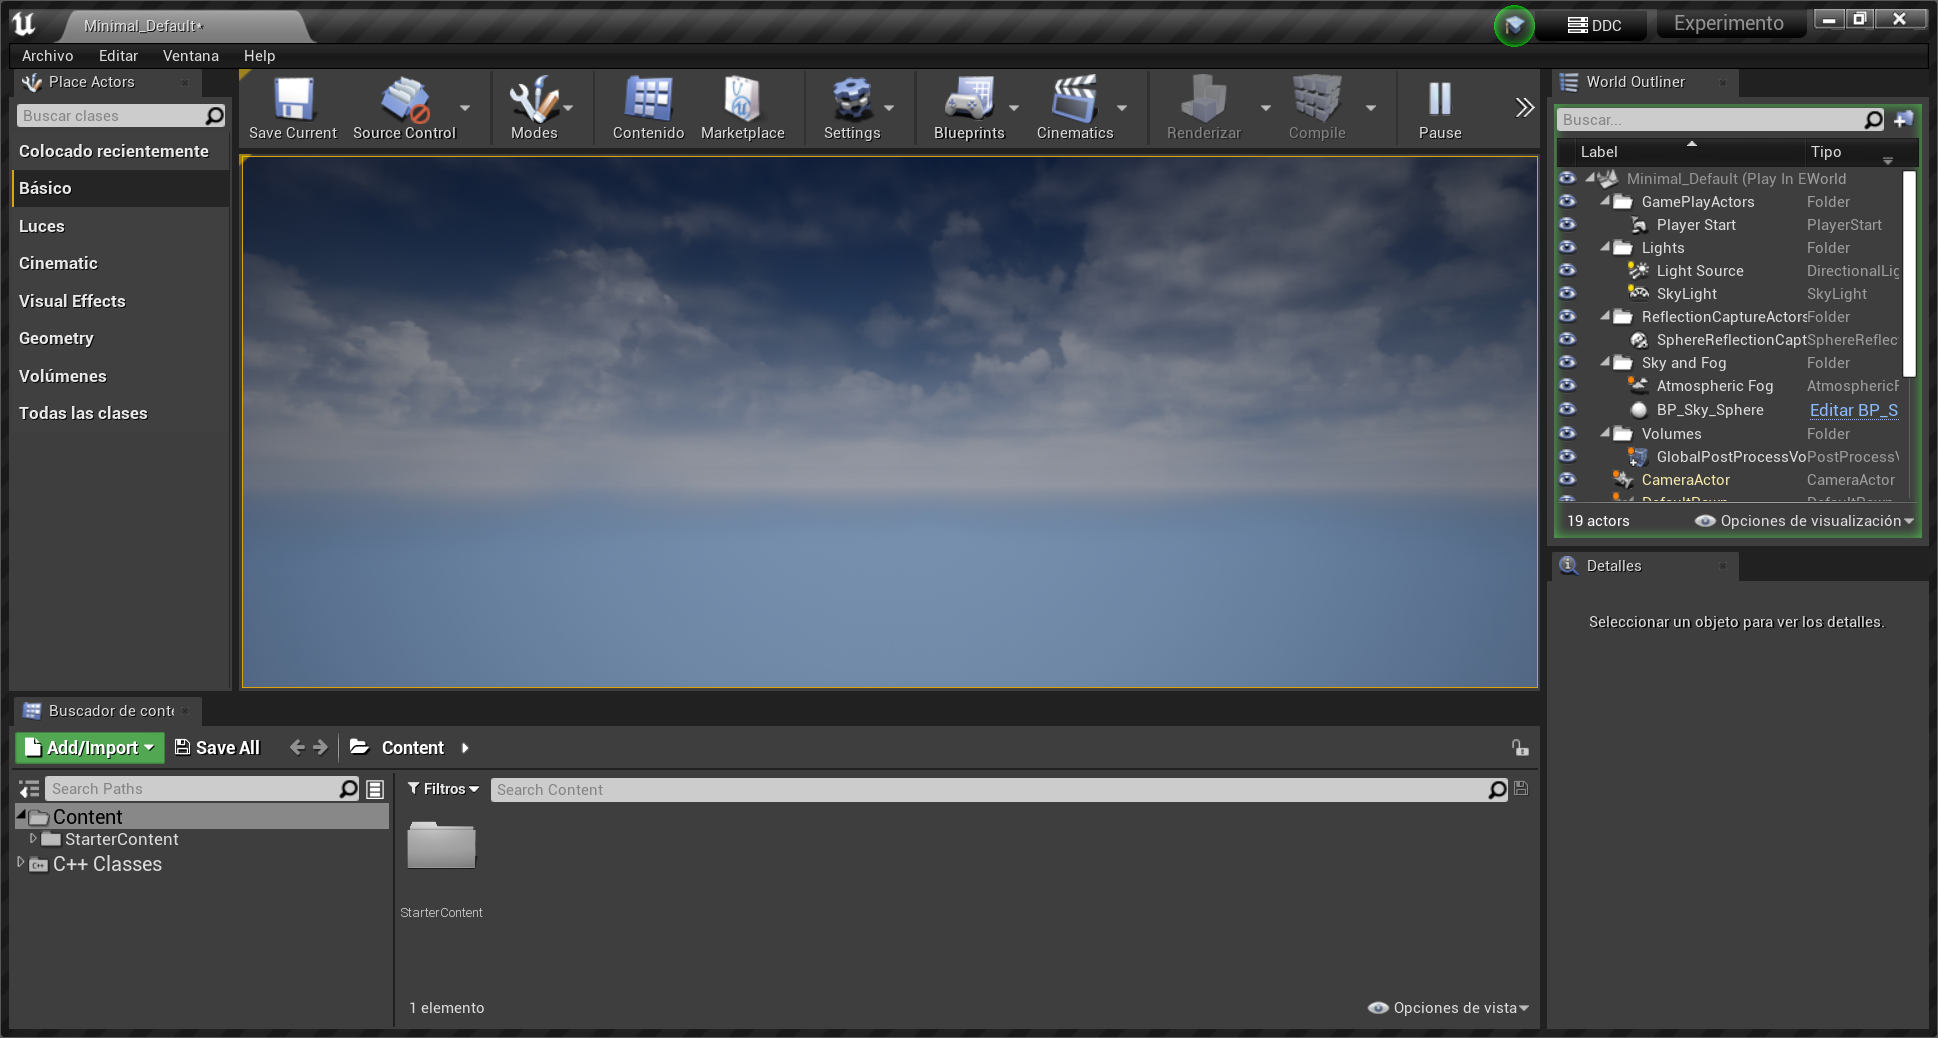 Minimal_Default*
DDC
Experimento
Archivo Editar Ventana Help
Place Actors
Buscar clases
Colocado recientemente
Básico
Luces
Cinematic
Visual Effects
Geometry
Volúmenes
Todas las clases
Save Current Source Control Modes Contenido Marketplace Settings Blueprints Cinematics Renderizar Compile Pause
World Outliner
Buscar...
Label Tipo
Minimal_Default (Play In E World
GamePlayActors Folder
Player Start PlayerStart
Lights Folder
Light Source DirectionalLig
SkyLight SkyLight
ReflectionCaptureActors Folder
SphereReflectionCapt SphereReflec
Sky and Fog Folder
Atmospheric Fog AtmosphericF
BP_Sky_Sphere Editar BP_S
Volumes Folder
GlobalPostProcessVo PostProcessV
CameraActor CameraActor
DefaultPawn DefaultPawn
19 actors Opciones de visualización
Detalles
Seleccionar un objeto para ver los detalles.
Buscador de conte
Add/Import Save All Content
Search Paths
Content
StarterContent
C++ Classes
Filtros Search Content
StarterContent
1 elemento Opciones de vista